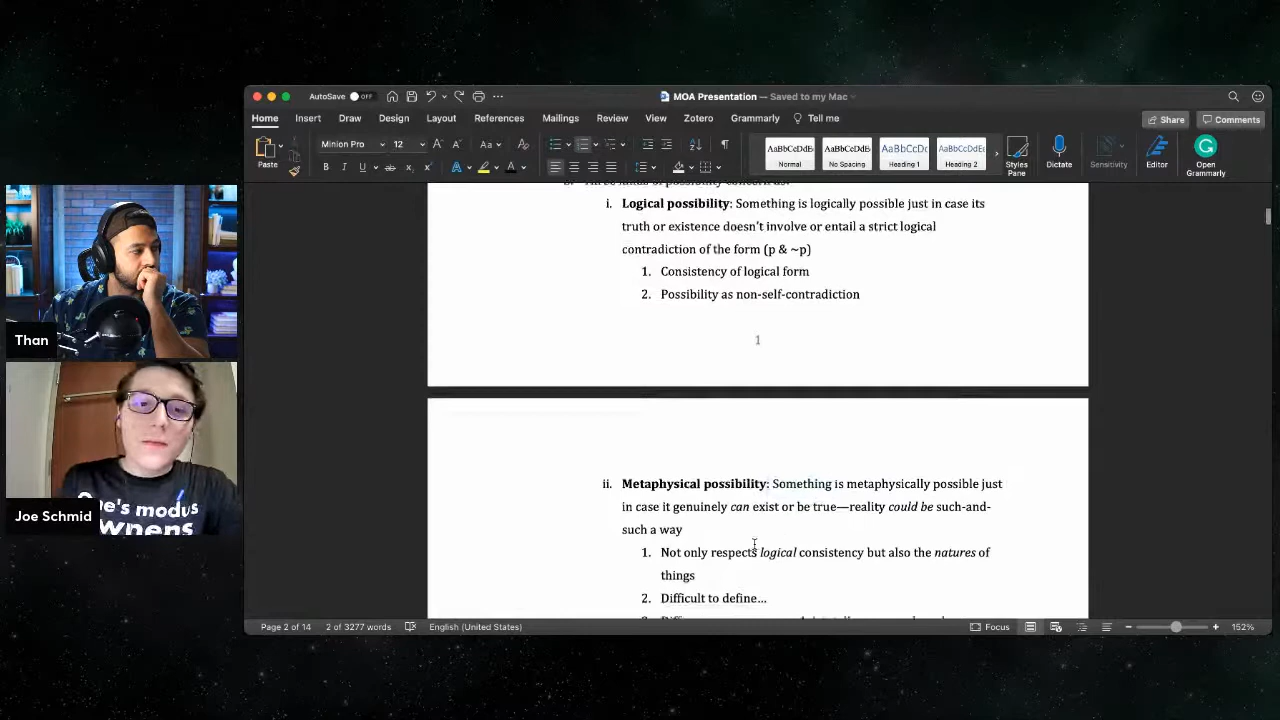 AutoSave OFF
MOA Presentation — Saved to my Mac
Home Insert Draw Design Layout References Mailings Review View Zotero Grammarly Tell me
Share Comments
Paste
Minion Pro 12
AaBbCcDdE AaBbCcDdE AaBbCcDc AaBbCcDdE
Normal No Spacing Heading 1 Heading 2
Styles Pane
Dictate
Sensitivity
Editor
Open Grammarly
i. Logical possibility: Something is logically possible just in case its
truth or existence doesn't involve or entail a strict logical
contradiction of the form (p & ~p)
1. Consistency of logical form
2. Possibility as non-self-contradiction
1
ii. Metaphysical possibility: Something is metaphysically possible just
in case it genuinely can exist or be true—reality could be such-and-
such a way
1. Not only respects logical consistency but also the natures of
things
2. Difficult to define...
Page 2 of 14 2 of 3277 words English (United States)
Focus
152%
Than
modus
Joe Schmid